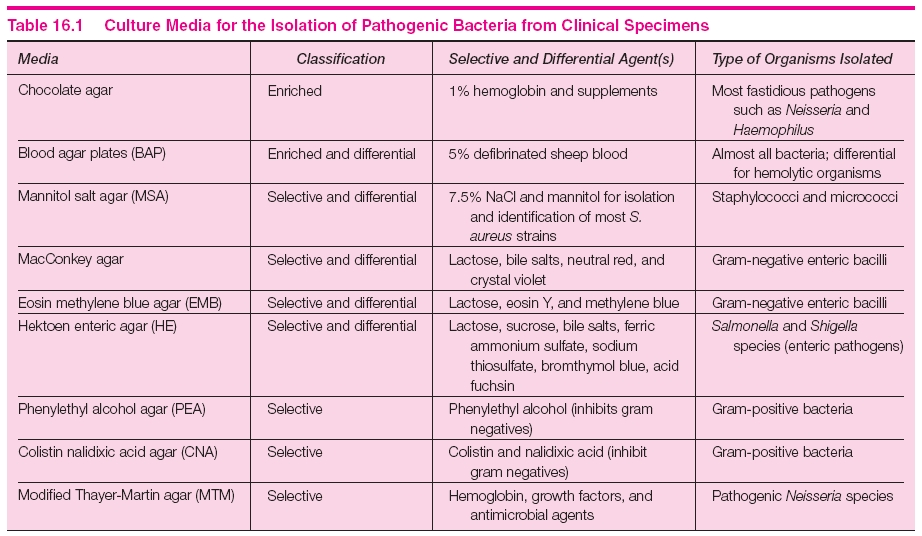 Table 16.1 Culture Media for the Isolation of Pathogenic Bacteria from Clinical Specimens
Media Classification Selective and Differential Agent(s) Type of Organisms Isolated
Chocolate agar Enriched 1% hemoglobin and supplements Most fastidious pathogens
such as Neisseria and
Haemophilus
Blood agar plates (BAP) Enriched and differential 5% defibrinated sheep blood Almost all bacteria; differential
for hemolytic organisms
Mannitol salt agar (MSA) Selective and differential 7.5% NaCl and mannitol for isolation Staphylococci and micrococci
and identification of most S.
aureus strains
MacConkey agar Selective and differential Lactose, bile salts, neutral red, and Gram-negative enteric bacilli
crystal violet
Eosin methylene blue agar (EMB) Selective and differential Lactose, eosin Y, and methylene blue Gram-negative enteric bacilli
Hektoen enteric agar (HE) Selective and differential Lactose, sucrose, bile salts, ferric Salmonella and Shigella
ammonium sulfate, sodium species (enteric pathogens)
thiosulfate, bromthymol blue, acid
fuchsin
Phenylethyl alcohol agar (PEA) Selective Phenylethyl alcohol (inhibits gram Gram-positive bacteria
negatives)
Colistin nalidixic acid agar (CNA) Selective Colistin and nalidixic acid (inhibit Gram-positive bacteria
gram negatives)
Modified Thayer-Martin agar (MTM) Selective Hemoglobin, growth factors, and Pathogenic Neisseria species
antimicrobial agents